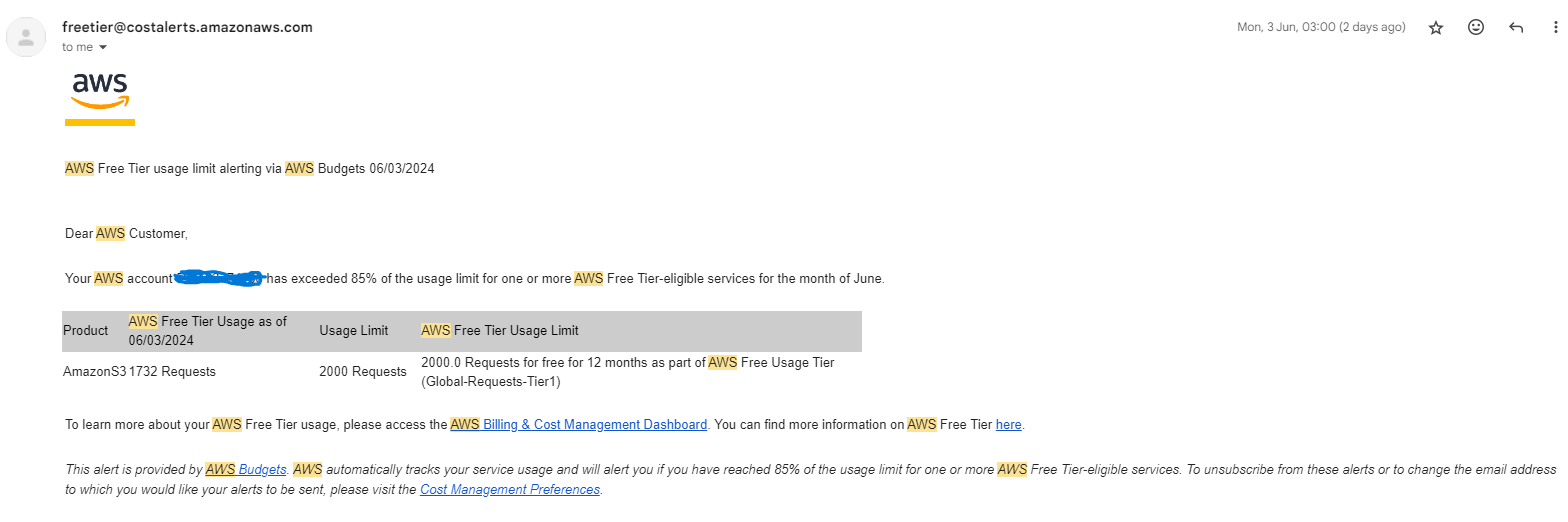 freetier@costalerts.amazonaws.com
Mon, 3 Jun, 03:00 (2 days ago)
to me
aws
AWS Free Tier usage limit alerting via AWS Budgets 06/03/2024
Dear AWS Customer,
Your AWS account has exceeded 85% of the usage limit for one or more AWS Free Tier-eligible services for the month of June.
Product AWS Free Tier Usage as of 06/03/2024 Usage Limit AWS Free Tier Usage Limit
AmazonS3 1732 Requests 2000 Requests 2000.0 Requests for free for 12 months as part of AWS Free Usage Tier
(Global-Requests-Tier1)
To learn more about your AWS Free Tier usage, please access the AWS Billing & Cost Management Dashboard. You can find more information on AWS Free Tier here.
This alert is provided by AWS Budgets. AWS automatically tracks your service usage and will alert you if you have reached 85% of the usage limit for one or more AWS Free Tier-eligible services. To unsubscribe from these alerts or to change the email address
to which you would like your alerts to be sent, please visit the Cost Management Preferences.